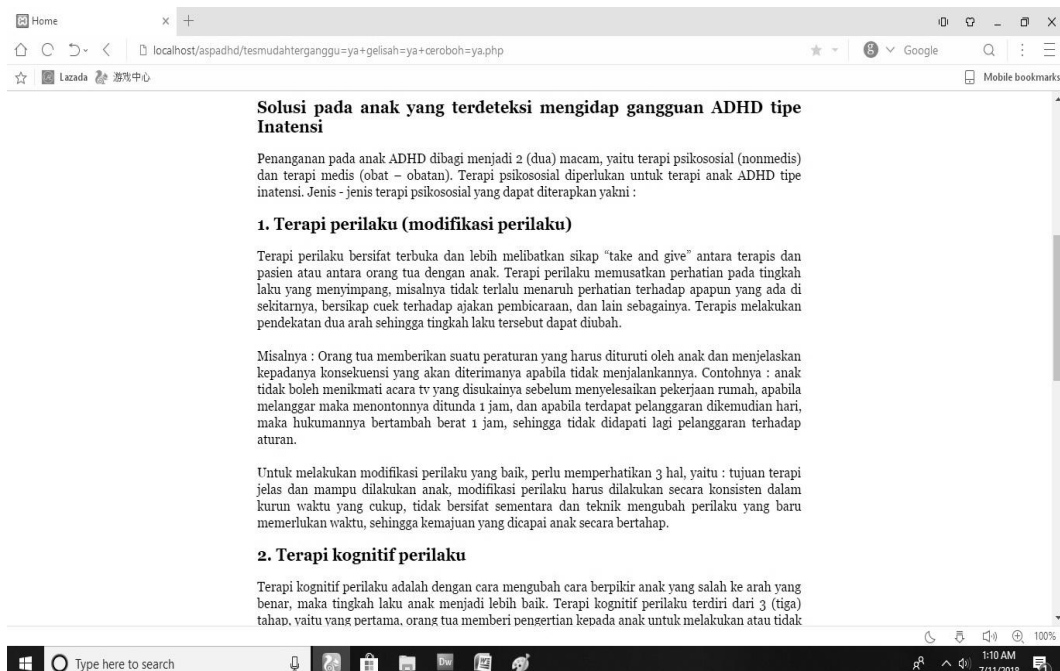 Home
localhost/aspadhd/tesmudahterganggu=ya+gelisah=ya+ceroboh=ya.php
Google
Lazada
游戏中心
Mobile bookmarks
Solusi pada anak yang terdeteksi mengidap gangguan ADHD tipe
Inatensi
Penanganan pada anak ADHD dibagi menjadi 2 (dua) macam, yaitu terapi psikososial (nonmedis)
dan terapi medis (obat – obatan). Terapi psikososial diperlukan untuk terapi anak ADHD tipe
inatensi. Jenis - jenis terapi psikososial yang dapat diterapkan yakni :
1. Terapi perilaku (modifikasi perilaku)
Terapi perilaku bersifat terbuka dan lebih melibatkan sikap “take and give” antara terapis dan
pasien atau antara orang tua dengan anak. Terapi perilaku memusatkan perhatian pada tingkah
laku yang menyimpang, misalnya tidak terlalu menaruh perhatian terhadap apapun yang ada di
sekitarnya, bersikap cuek terhadap ajakan pembicaraan, dan lain sebagainya. Terapis melakukan
pendekatan dua arah sehingga tingkah laku tersebut dapat diubah.
Misalnya : Orang tua memberikan suatu peraturan yang harus dituruti oleh anak dan menjelaskan
kepadanya konsekuensi yang akan diterimanya apabila tidak menjalankannya. Contohnya : anak
tidak boleh menikmati acara tv yang disukainya sebelum menyelesaikan pekerjaan rumah, apabila
melanggar maka menontonnya ditunda 1 jam, dan apabila terdapat pelanggaran dikemudian hari,
maka hukumannya bertambah berat 1 jam, sehingga tidak didapati lagi pelanggaran terhadap
aturan.
Untuk melakukan modifikasi perilaku yang baik, perlu memperhatikan 3 hal, yaitu : tujuan terapi
jelas dan mampu dilakukan anak, modifikasi perilaku harus dilakukan secara konsisten dalam
kurun waktu yang cukup, tidak bersifat sementara dan teknik mengubah perilaku yang baru
memerlukan waktu, sehingga kemajuan yang dicapai anak secara bertahap.
2. Terapi kognitif perilaku
Terapi kognitif perilaku adalah dengan cara mengubah cara berpikir anak yang salah ke arah yang
benar, maka tingkah laku anak menjadi lebih baik. Terapi kognitif perilaku terdiri dari 3 (tiga)
tahap, yaitu yang pertama, orang tua memberi pengertian kepada anak untuk melakukan atau tidak
100%
Type here to search
Dw
1:10 AM
7/11/2018